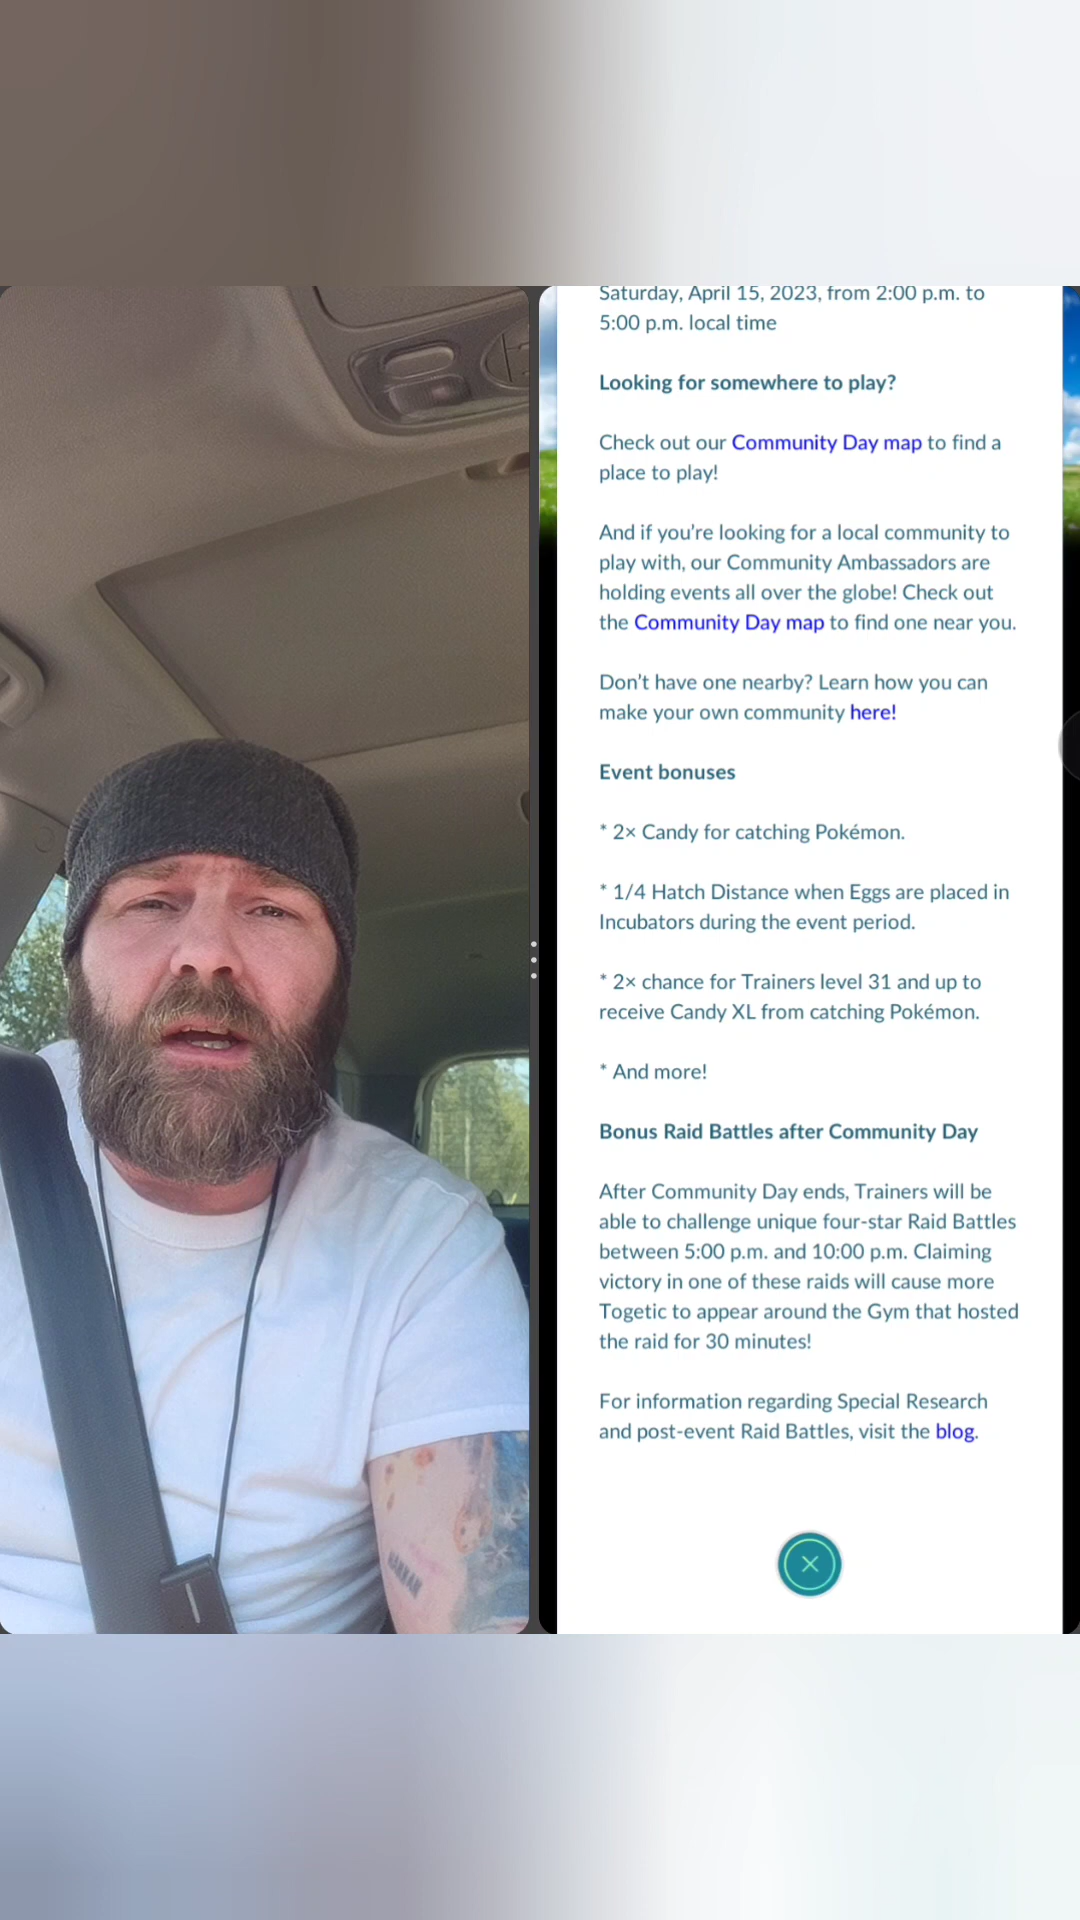 Saturday, April 15, 2023, from 2:00 p.m. to
5:00 p.m. local time
Looking for somewhere to play?
Check out our Community Day map to find a
place to play!
And if you're looking for a local community to
play with, our Community Ambassadors are
holding events all over the globe! Check out
the Community Day map to find one near you.
Don't have one nearby? Learn how you can
make your own community here!
Event bonuses
* 2× Candy for catching Pokémon.
* 1/4 Hatch Distance when Eggs are placed in
Incubators during the event period.
* 2× chance for Trainers level 31 and up to
receive Candy XL from catching Pokémon.
* And more!
Bonus Raid Battles after Community Day
After Community Day ends, Trainers will be
able to challenge unique four-star Raid Battles
between 5:00 p.m. and 10:00 p.m. Claiming
victory in one of these raids will cause more
Togetic to appear around the Gym that hosted
the raid for 30 minutes!
For information regarding Special Research
and post-event Raid Battles, visit the blog.